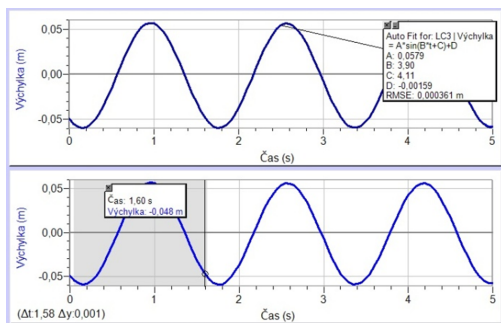 Výchylka (m)
0,05
0,00
-0,05
0
1
2
3
4
5
Čas (s)
Auto Fit for: LC3 | Výchylka
= A*sin(B*t+C)+D
A: 0,0579
B: 3,90
C: 4,11
D: -0,00159
RMSE: 0,000361 m
Výchylka (m)
0,05
0,00
-0,05
Čas: 1,60 s
Výchylka: -0,048 m
0
1
2
3
4
5
Čas (s)
(Δt:1,58 Δy:0,001)